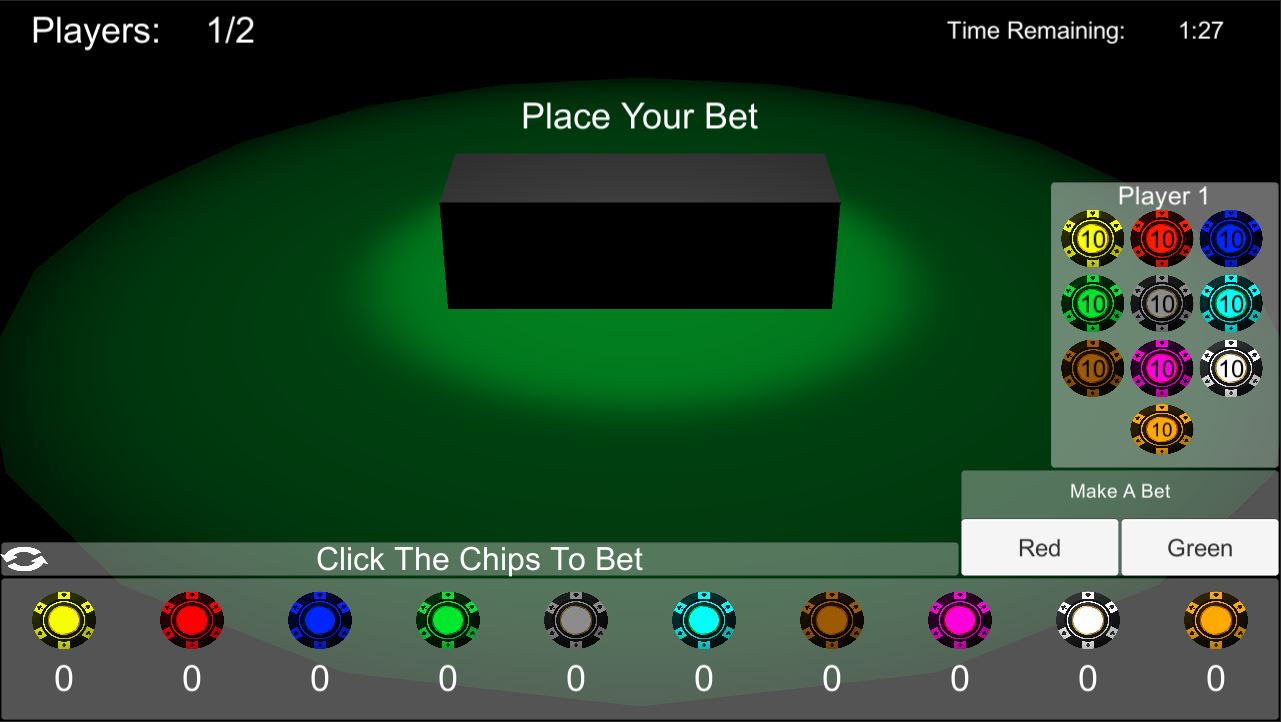 Players: 1/2
Time Remaining: 1:27
Place Your Bet
Player 1
10 10 10
10 10 10
10 10 10
10
Make A Bet
Red Green
Click The Chips To Bet
0 0 0 0 0 0 0 0 0 0